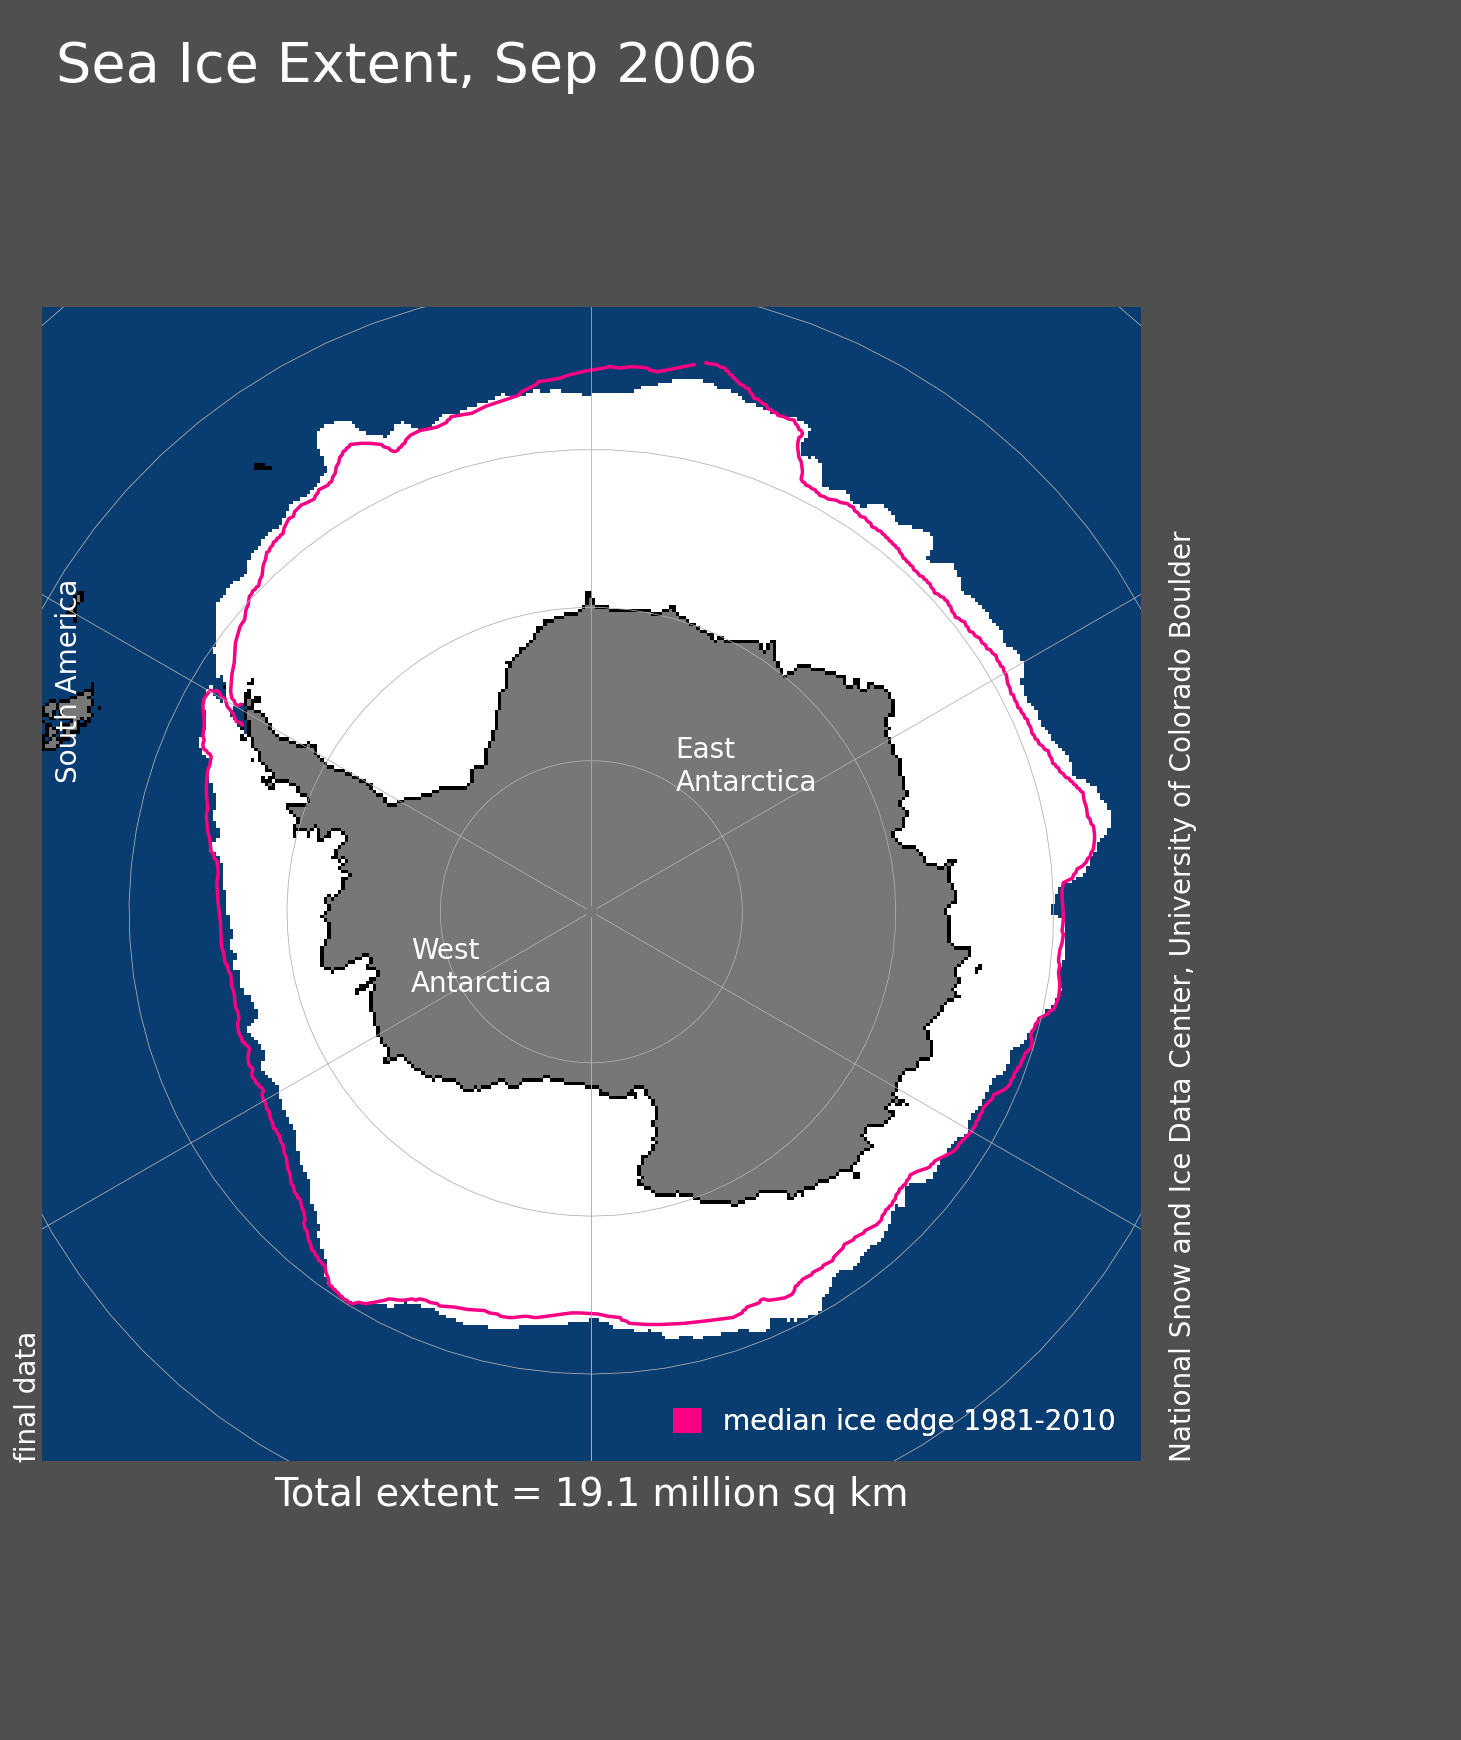 Sea Ice Extent, Sep 2006
South America
East
Antarctica
West
Antarctica
median ice edge 1981-2010
final data
National Snow and Ice Data Center, University of Colorado Boulder
Total extent = 19.1 million sq km